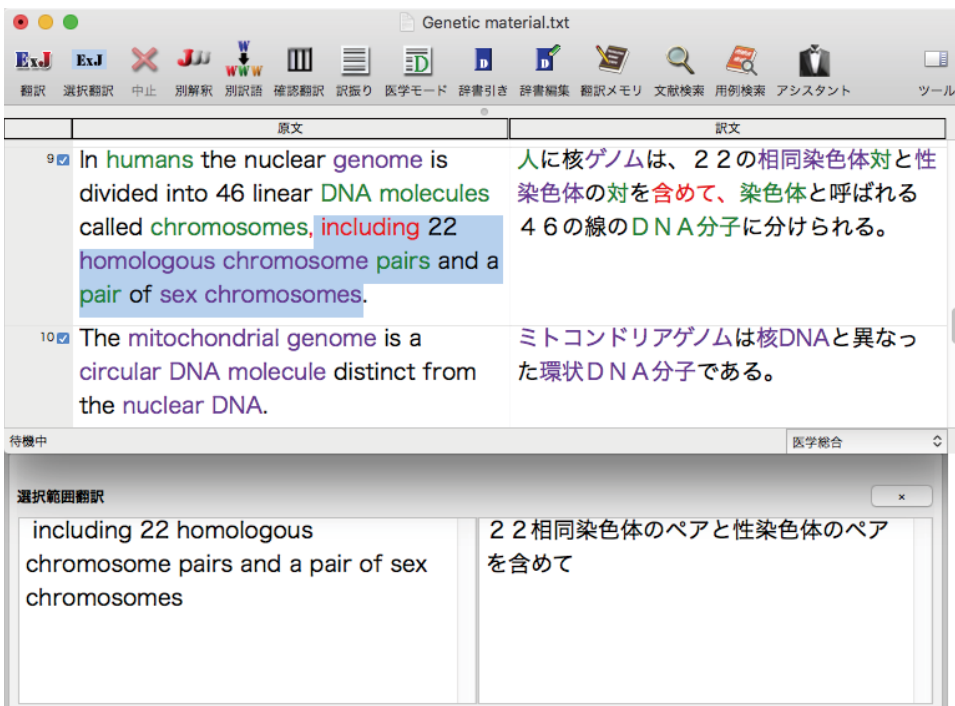 Genetic material.txt
ExJ ExJ J W WWW D D D
翻訳 選択翻訳 中止 別解釈 別訳語 確認翻訳 訳振り 医学モード 辞書引き 辞書編集 翻訳メモリ 文献検索 用例検索 アシスタント ツール
原文 訳文
9 In humans the nuclear genome is
divided into 46 linear DNA molecules
called chromosomes, including 22
homologous chromosome pairs and a
pair of sex chromosomes.
人に核ゲノムは、２２の相同染色体対と性
染色体の対を含めて、染色体と呼ばれる
４６の線のＤＮＡ分子に分けられる。
10 The mitochondrial genome is a
circular DNA molecule distinct from
the nuclear DNA.
ミトコンドリアゲノムは核DNAと異なっ
た環状ＤＮＡ分子である。
待機中 医学総合
選択範囲翻訳 ×
including 22 homologous
chromosome pairs and a pair of sex
chromosomes
２２相同染色体のペアと性染色体のペア
を含めて